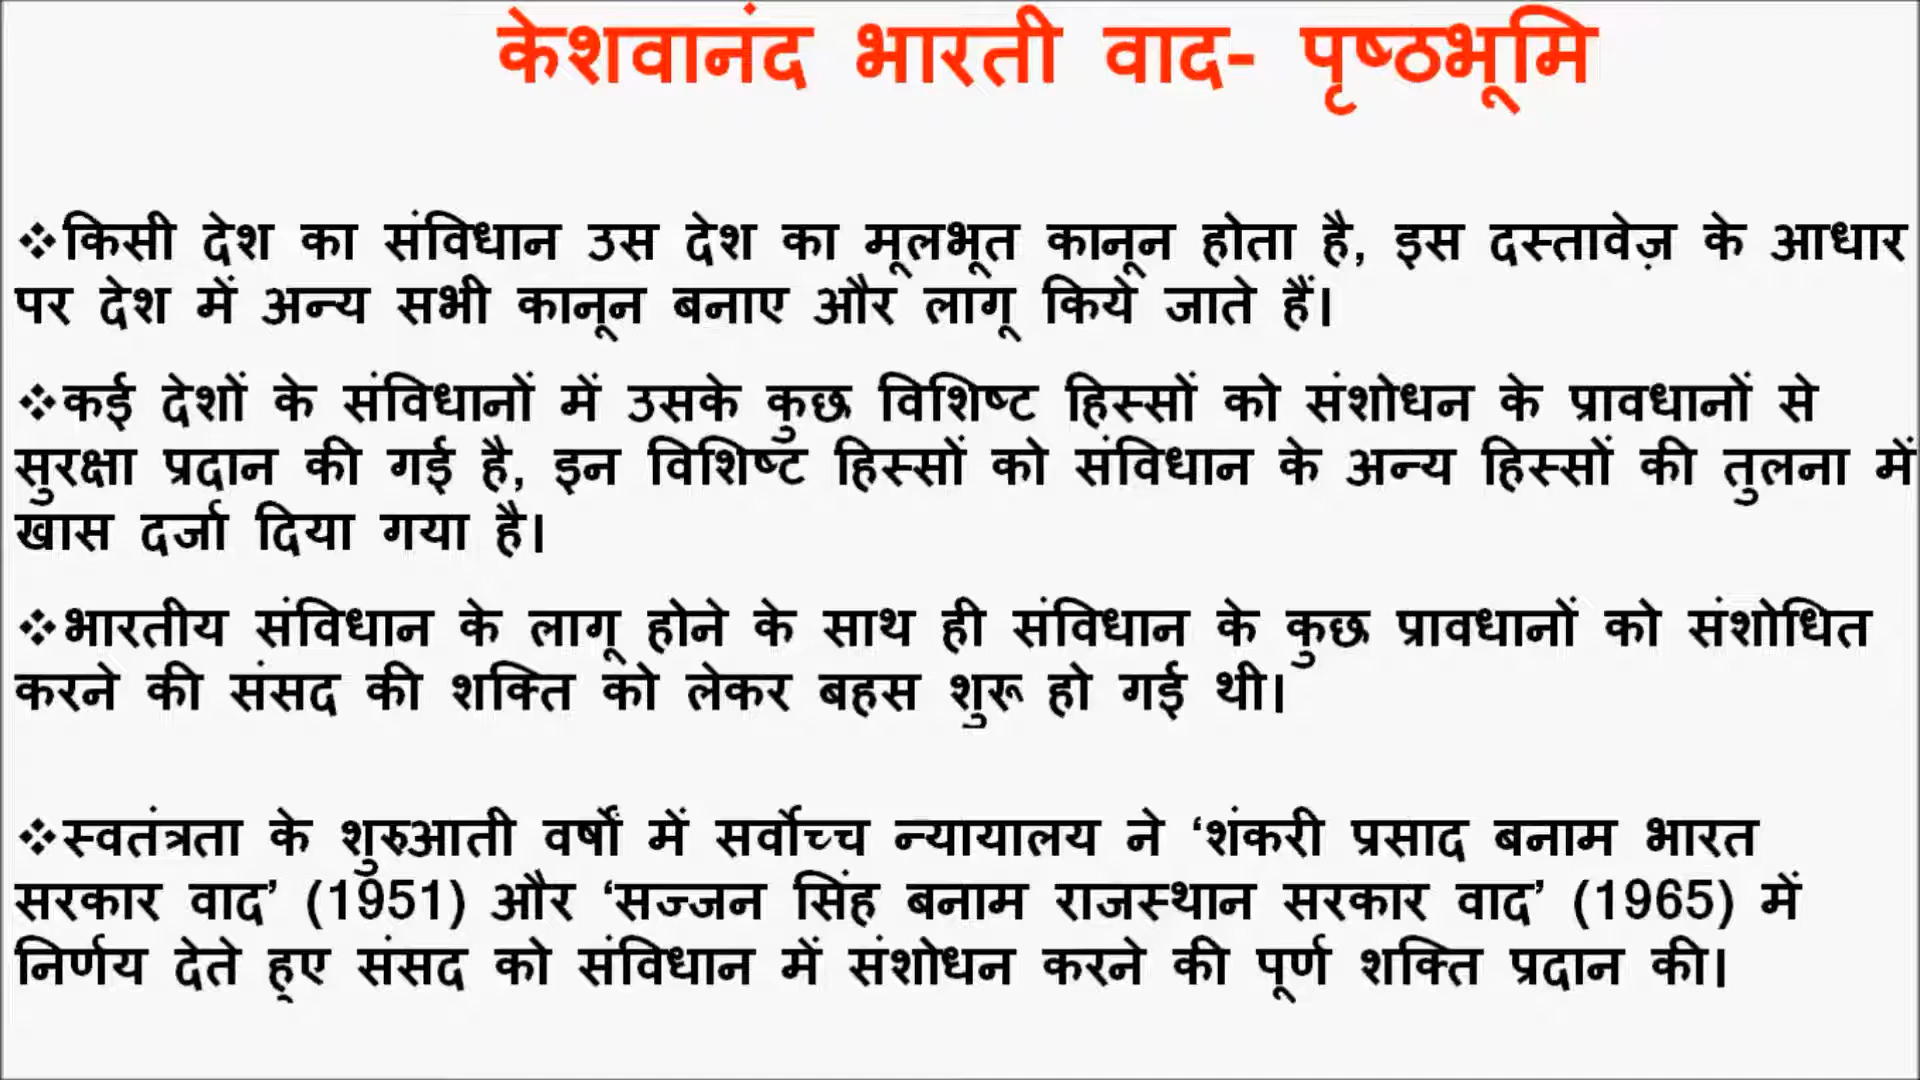 केशवानंद भारती वाद- पृष्ठभूमि
❖किसी देश का संविधान उस देश का मूलभूत कानून होता है, इस दस्तावेज़ के आधार
पर देश में अन्य सभी कानून बनाए और लागू किये जाते हैं।
❖कई देशों के संविधानों में उसके कुछ विशिष्ट हिस्सों को संशोधन के प्रावधानों से
सुरक्षा प्रदान की गई है, इन विशिष्ट हिस्सों को संविधान के अन्य हिस्सों की तुलना में
खास दर्जा दिया गया है।
❖भारतीय संविधान के लागू होने के साथ ही संविधान के कुछ प्रावधानों को संशोधित
करने की संसद की शक्ति को लेकर बहस शुरू हो गई थी।
❖स्वतंत्रता के शुरुआती वर्षों में सर्वोच्च न्यायालय ने ‘शंकरी प्रसाद बनाम भारत
सरकार वाद’ (1951) और ‘सज्जन सिंह बनाम राजस्थान सरकार वाद’ (1965) में
निर्णय देते हुए संसद को संविधान में संशोधन करने की पूर्ण शक्ति प्रदान की।